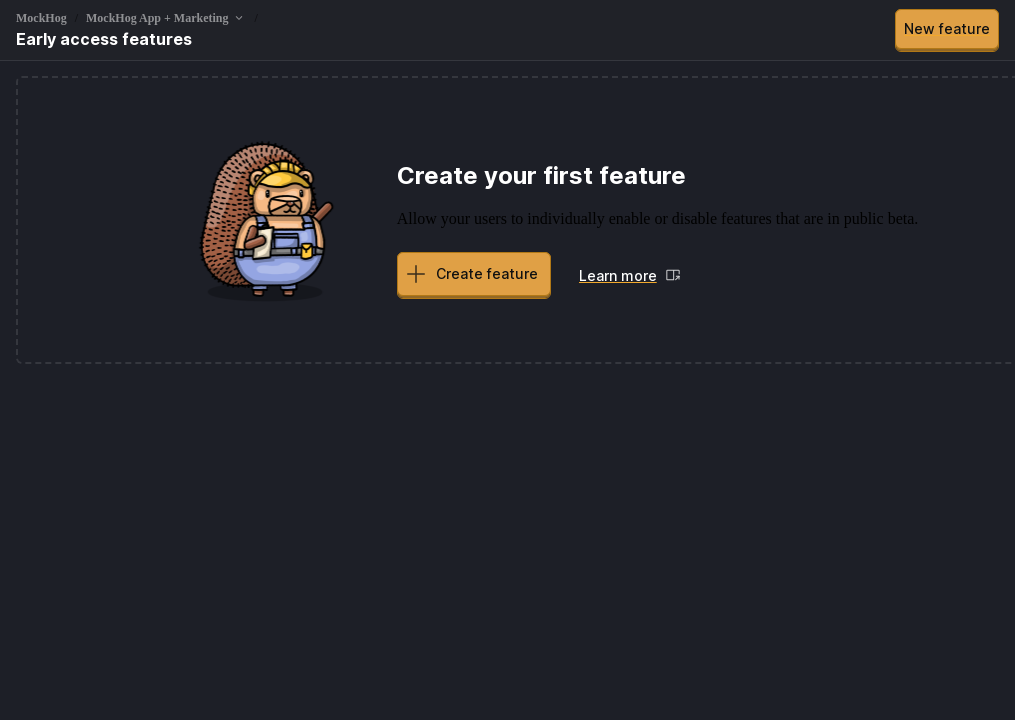 MockHog / MockHog App + Marketing /
Early access features
New feature
Create your first feature
Allow your users to individually enable or disable features that are in public beta.
Create feature
Learn more